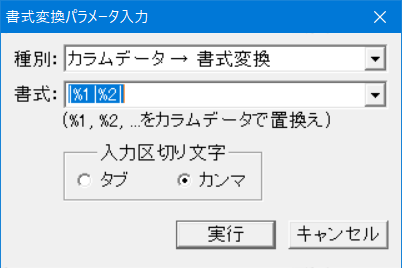 書式変換パラメータ入力
種別: カラムデータ → 書式変換
書式: |%1|%2|
(%1, %2, ...をカラムデータで置換え)
入力区切り文字
タブ カンマ
実行 キャンセル